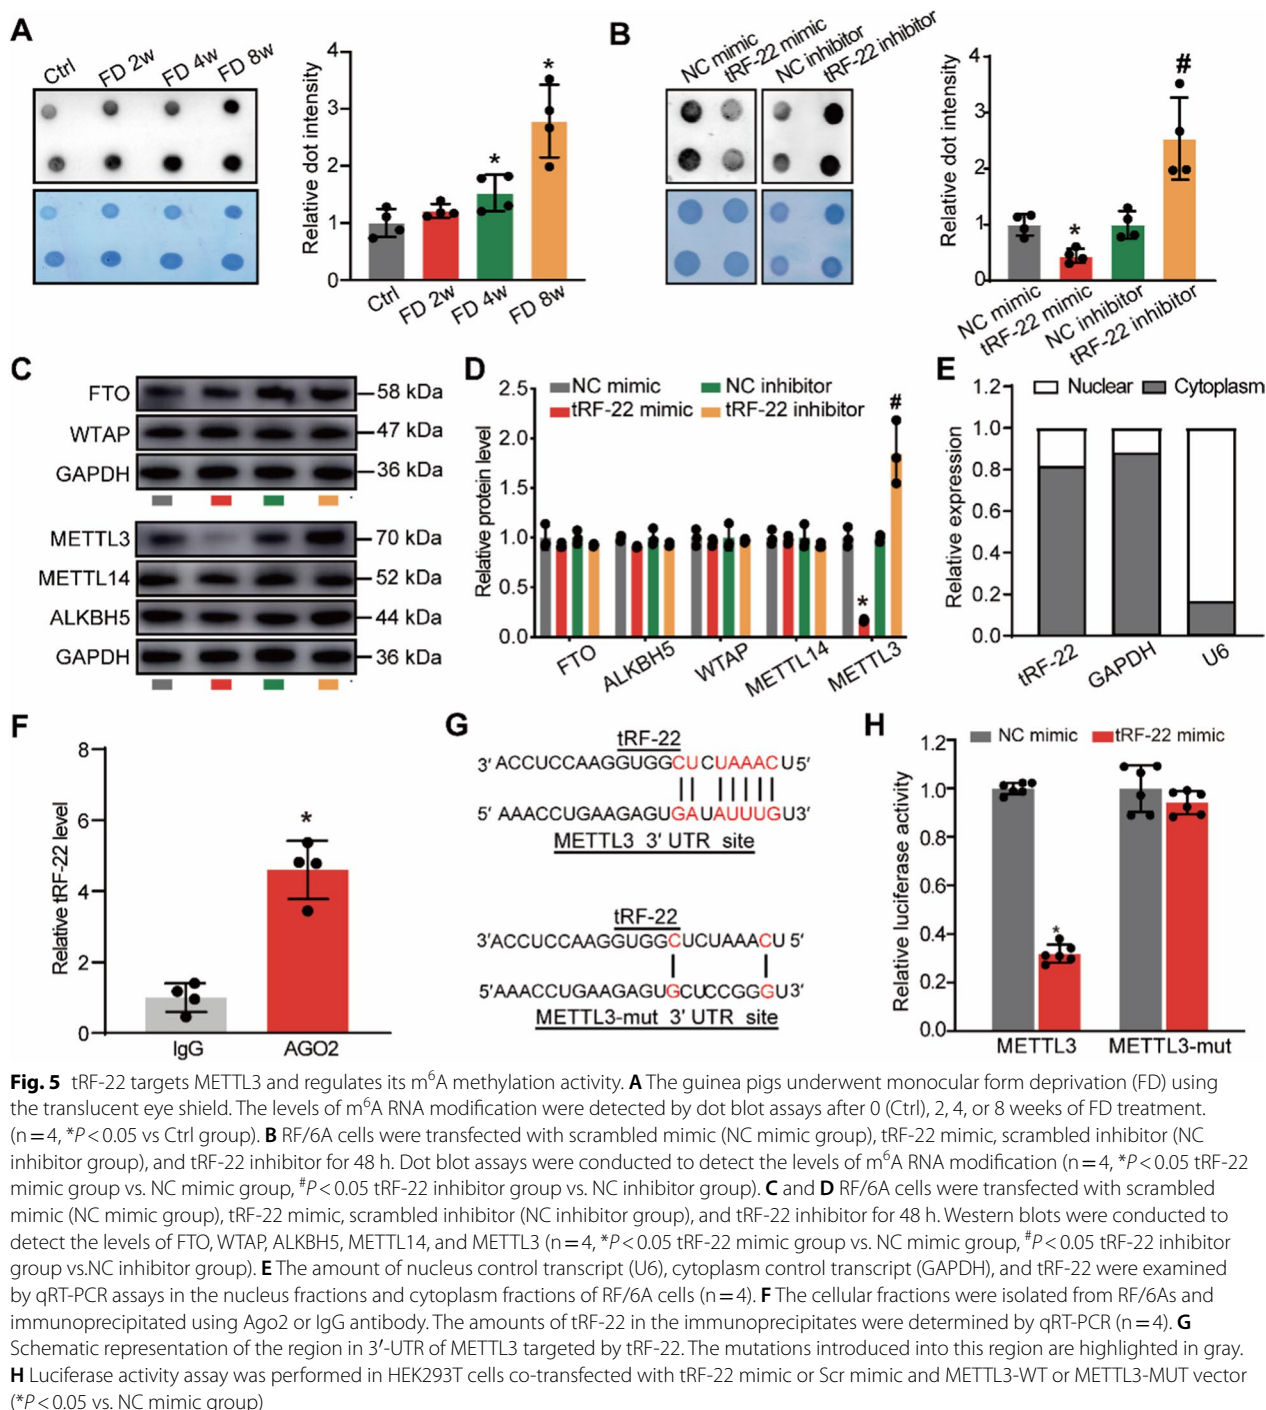 A
Ctrl FD 2w FD 4w FD 8w
Relative dot intensity
4
3
2
1
0
*
*
Ctrl FD 2w FD 4w FD 8w
B
NC mimic tRF-22 mimic NC inhibitor tRF-22 inhibitor
Relative dot intensity
4
3
2
1
0
*
#
NC mimic tRF-22 mimic NC inhibitor tRF-22 inhibitor
C
FTO 58 kDa
WTAP 47 kDa
GAPDH 36 kDa
METTL3 70 kDa
METTL14 52 kDa
ALKBH5 44 kDa
GAPDH 36 kDa
D
NC mimic NC inhibitor
tRF-22 mimic tRF-22 inhibitor
Relative protein level
2.5
2.0
1.5
1.0
0.5
0.0
*
#
FTO ALKBH5 WTAP METTL14 METTL3
E
Nuclear Cytoplasm
Relative expression
1.2
1.0
0.8
0.6
0.4
0.2
0.0
tRF-22 GAPDH U6
F
Relative tRF-22 level
8
6
4
2
0
*
IgG AGO2
G
tRF-22
3′ ACCUCCAAGGUGGCUCUAAACU5′
5′ AAACCUGAAGAGUGAUAUUUGU3′
METTL3 3′ UTR site
tRF-22
3′ACCUCCAAGGUGGCUCUAAACU 5′
5′AAACCUGAAGAGUGCUCCGGGU3′
METTL3-mut 3′ UTR site
H
NC mimic tRF-22 mimic
Relative luciferase activity
1.2
1.0
0.8
0.6
0.4
0.2
0.0
*
METTL3 METTL3-mut
Fig. 5 tRF-22 targets METTL3 and regulates its m⁶A methylation activity. A The guinea pigs underwent monocular form deprivation (FD) using
the translucent eye shield. The levels of m⁶A RNA modification were detected by dot blot assays after 0 (Ctrl), 2, 4, or 8 weeks of FD treatment.
(n = 4, *P < 0.05 vs Ctrl group). B RF/6A cells were transfected with scrambled mimic (NC mimic group), tRF-22 mimic, scrambled inhibitor (NC
inhibitor group), and tRF-22 inhibitor for 48 h. Dot blot assays were conducted to detect the levels of m⁶A RNA modification (n = 4, *P < 0.05 tRF-22
mimic group vs. NC mimic group, #P < 0.05 tRF-22 inhibitor group vs. NC inhibitor group). C and D RF/6A cells were transfected with scrambled
mimic (NC mimic group), tRF-22 mimic, scrambled inhibitor (NC inhibitor group), and tRF-22 inhibitor for 48 h. Western blots were conducted to
detect the levels of FTO, WTAP, ALKBH5, METTL14, and METTL3 (n = 4, *P < 0.05 tRF-22 mimic group vs. NC mimic group, #P < 0.05 tRF-22 inhibitor
group vs.NC inhibitor group). E The amount of nucleus control transcript (U6), cytoplasm control transcript (GAPDH), and tRF-22 were examined
by qRT-PCR assays in the nucleus fractions and cytoplasm fractions of RF/6A cells (n = 4). F The cellular fractions were isolated from RF/6As and
immunoprecipitated using Ago2 or IgG antibody. The amounts of tRF-22 in the immunoprecipitates were determined by qRT-PCR (n = 4). G
Schematic representation of the region in 3′-UTR of METTL3 targeted by tRF-22. The mutations introduced into this region are highlighted in gray.
H Luciferase activity assay was performed in HEK293T cells co-transfected with tRF-22 mimic or Scr mimic and METTL3-WT or METTL3-MUT vector
(*P < 0.05 vs. NC mimic group)